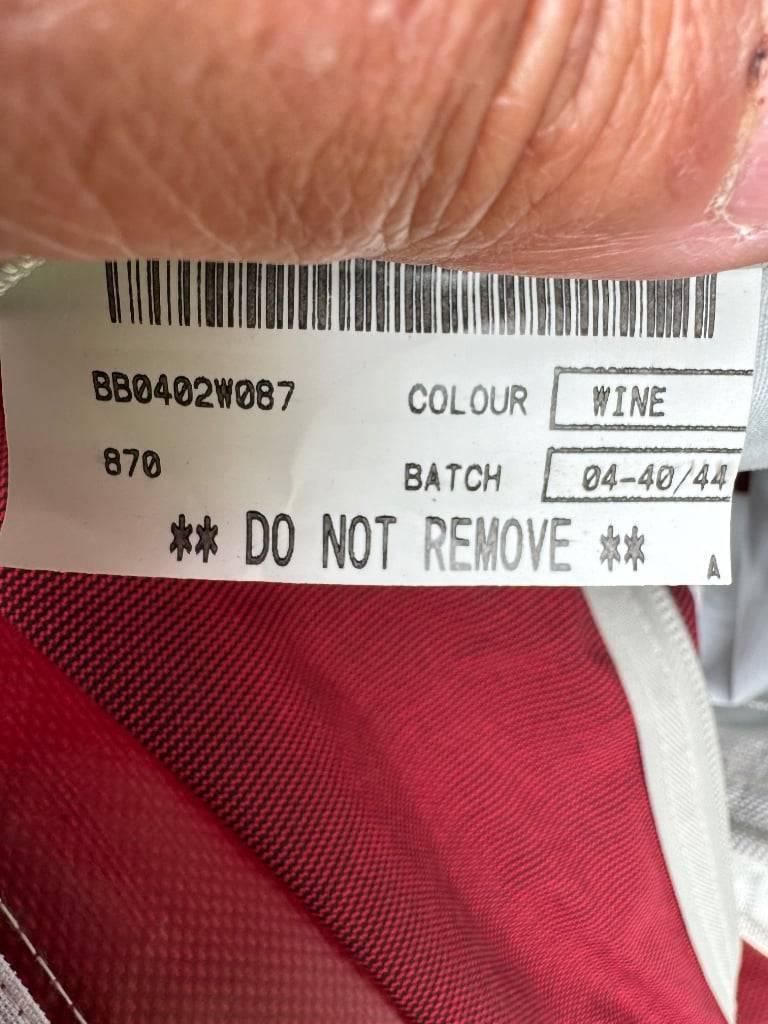 BB0402W087 COLOUR WINE
870 BATCH 04-40/44
** DO NOT REMOVE **
A